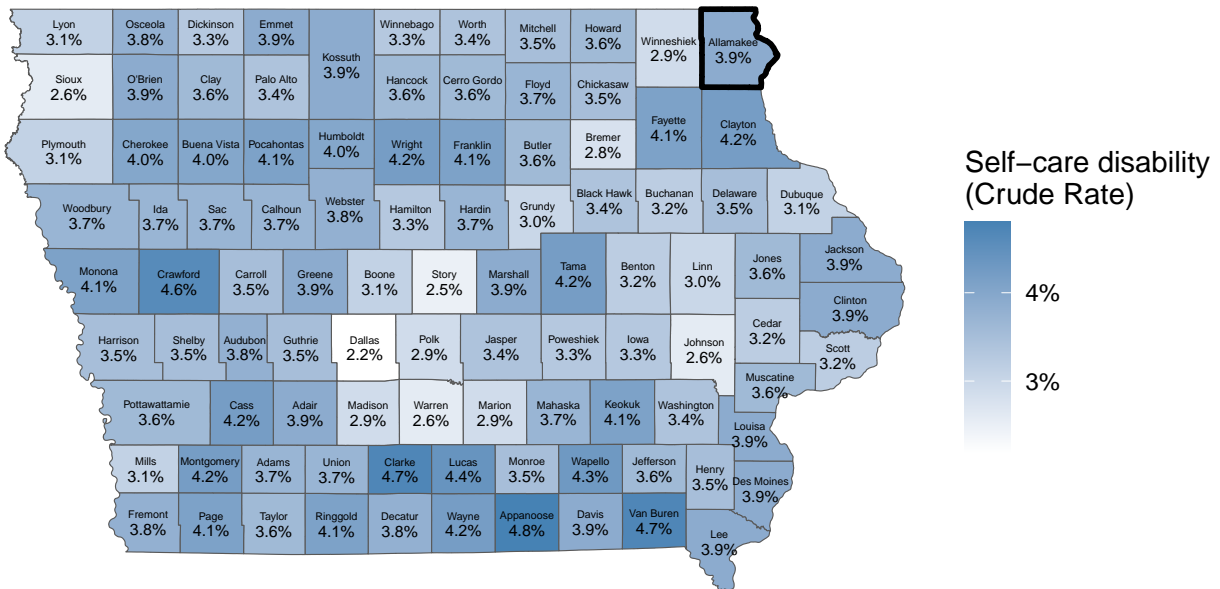 Lyon
3.1%
Osceola
3.8%
Dickinson
3.3%
Emmet
3.9%
Kossuth
3.9%
Winnebago
3.3%
Worth
3.4%
Mitchell
3.5%
Howard
3.6%
Winneshiek
2.9%
Allamakee
3.9%
Sioux
2.6%
O'Brien
3.9%
Clay
3.6%
Palo Alto
3.4%
Hancock
3.6%
Cerro Gordo
3.6%
Floyd
3.7%
Chickasaw
3.5%
Fayette
4.1%
Clayton
4.2%
Plymouth
3.1%
Cherokee
4.0%
Buena Vista
4.0%
Pocahontas
4.1%
Humboldt
4.0%
Wright
4.2%
Franklin
4.1%
Butler
3.6%
Bremer
2.8%
Woodbury
3.7%
Ida
3.7%
Sac
3.7%
Calhoun
3.7%
Webster
3.8%
Hamilton
3.3%
Hardin
3.7%
Grundy
3.0%
Black Hawk
3.4%
Buchanan
3.2%
Delaware
3.5%
Dubuque
3.1%
Monona
4.1%
Crawford
4.6%
Carroll
3.5%
Greene
3.9%
Boone
3.1%
Story
2.5%
Marshall
3.9%
Tama
4.2%
Benton
3.2%
Linn
3.0%
Jones
3.6%
Jackson
3.9%
Clinton
3.9%
Harrison
3.5%
Shelby
3.5%
Audubon
3.8%
Guthrie
3.5%
Dallas
2.2%
Polk
2.9%
Jasper
3.4%
Poweshiek
3.3%
Iowa
3.3%
Johnson
2.6%
Cedar
3.2%
Scott
3.2%
Muscatine
3.6%
Pottawattamie
3.6%
Cass
4.2%
Adair
3.9%
Madison
2.9%
Warren
2.6%
Marion
2.9%
Mahaska
3.7%
Keokuk
4.1%
Washington
3.4%
Louisa
3.9%
Mills
3.1%
Montgomery
4.2%
Adams
3.7%
Union
3.7%
Clarke
4.7%
Lucas
4.4%
Monroe
3.5%
Wapello
4.3%
Jefferson
3.6%
Henry
3.5%
Des Moines
3.9%
Fremont
3.8%
Page
4.1%
Taylor
3.6%
Ringgold
4.1%
Decatur
3.8%
Wayne
4.2%
Appanoose
4.8%
Davis
3.9%
Van Buren
4.7%
Lee
3.9%
Self−care disability
(Crude Rate)
4%
3%